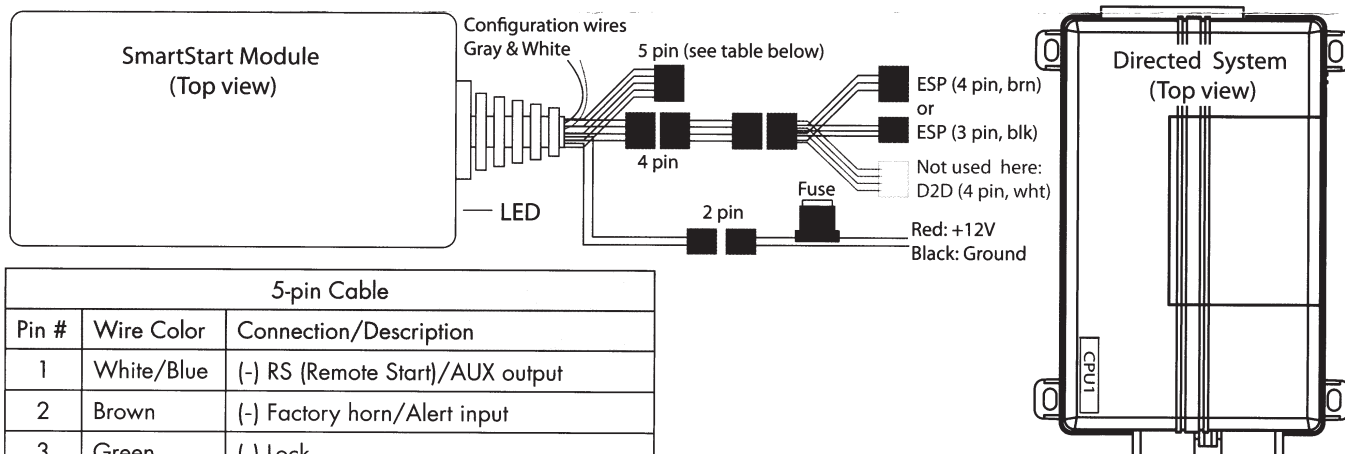 SmartStart Module
(Top view)
Configuration wires
Gray & White
5 pin (see table below)
4 pin
ESP (4 pin, brn)
or
ESP (3 pin, blk)
Not used here:
D2D (4 pin, wht)
LED
2 pin
Fuse
Red: +12V
Black: Ground
Directed System
(Top view)
CPU1
5-pin Cable
Pin # Wire Color Connection/Description
1 White/Blue (-) RS (Remote Start)/AUX output
2 Brown (-) Factory horn/Alert input
3 Green (-) Lock